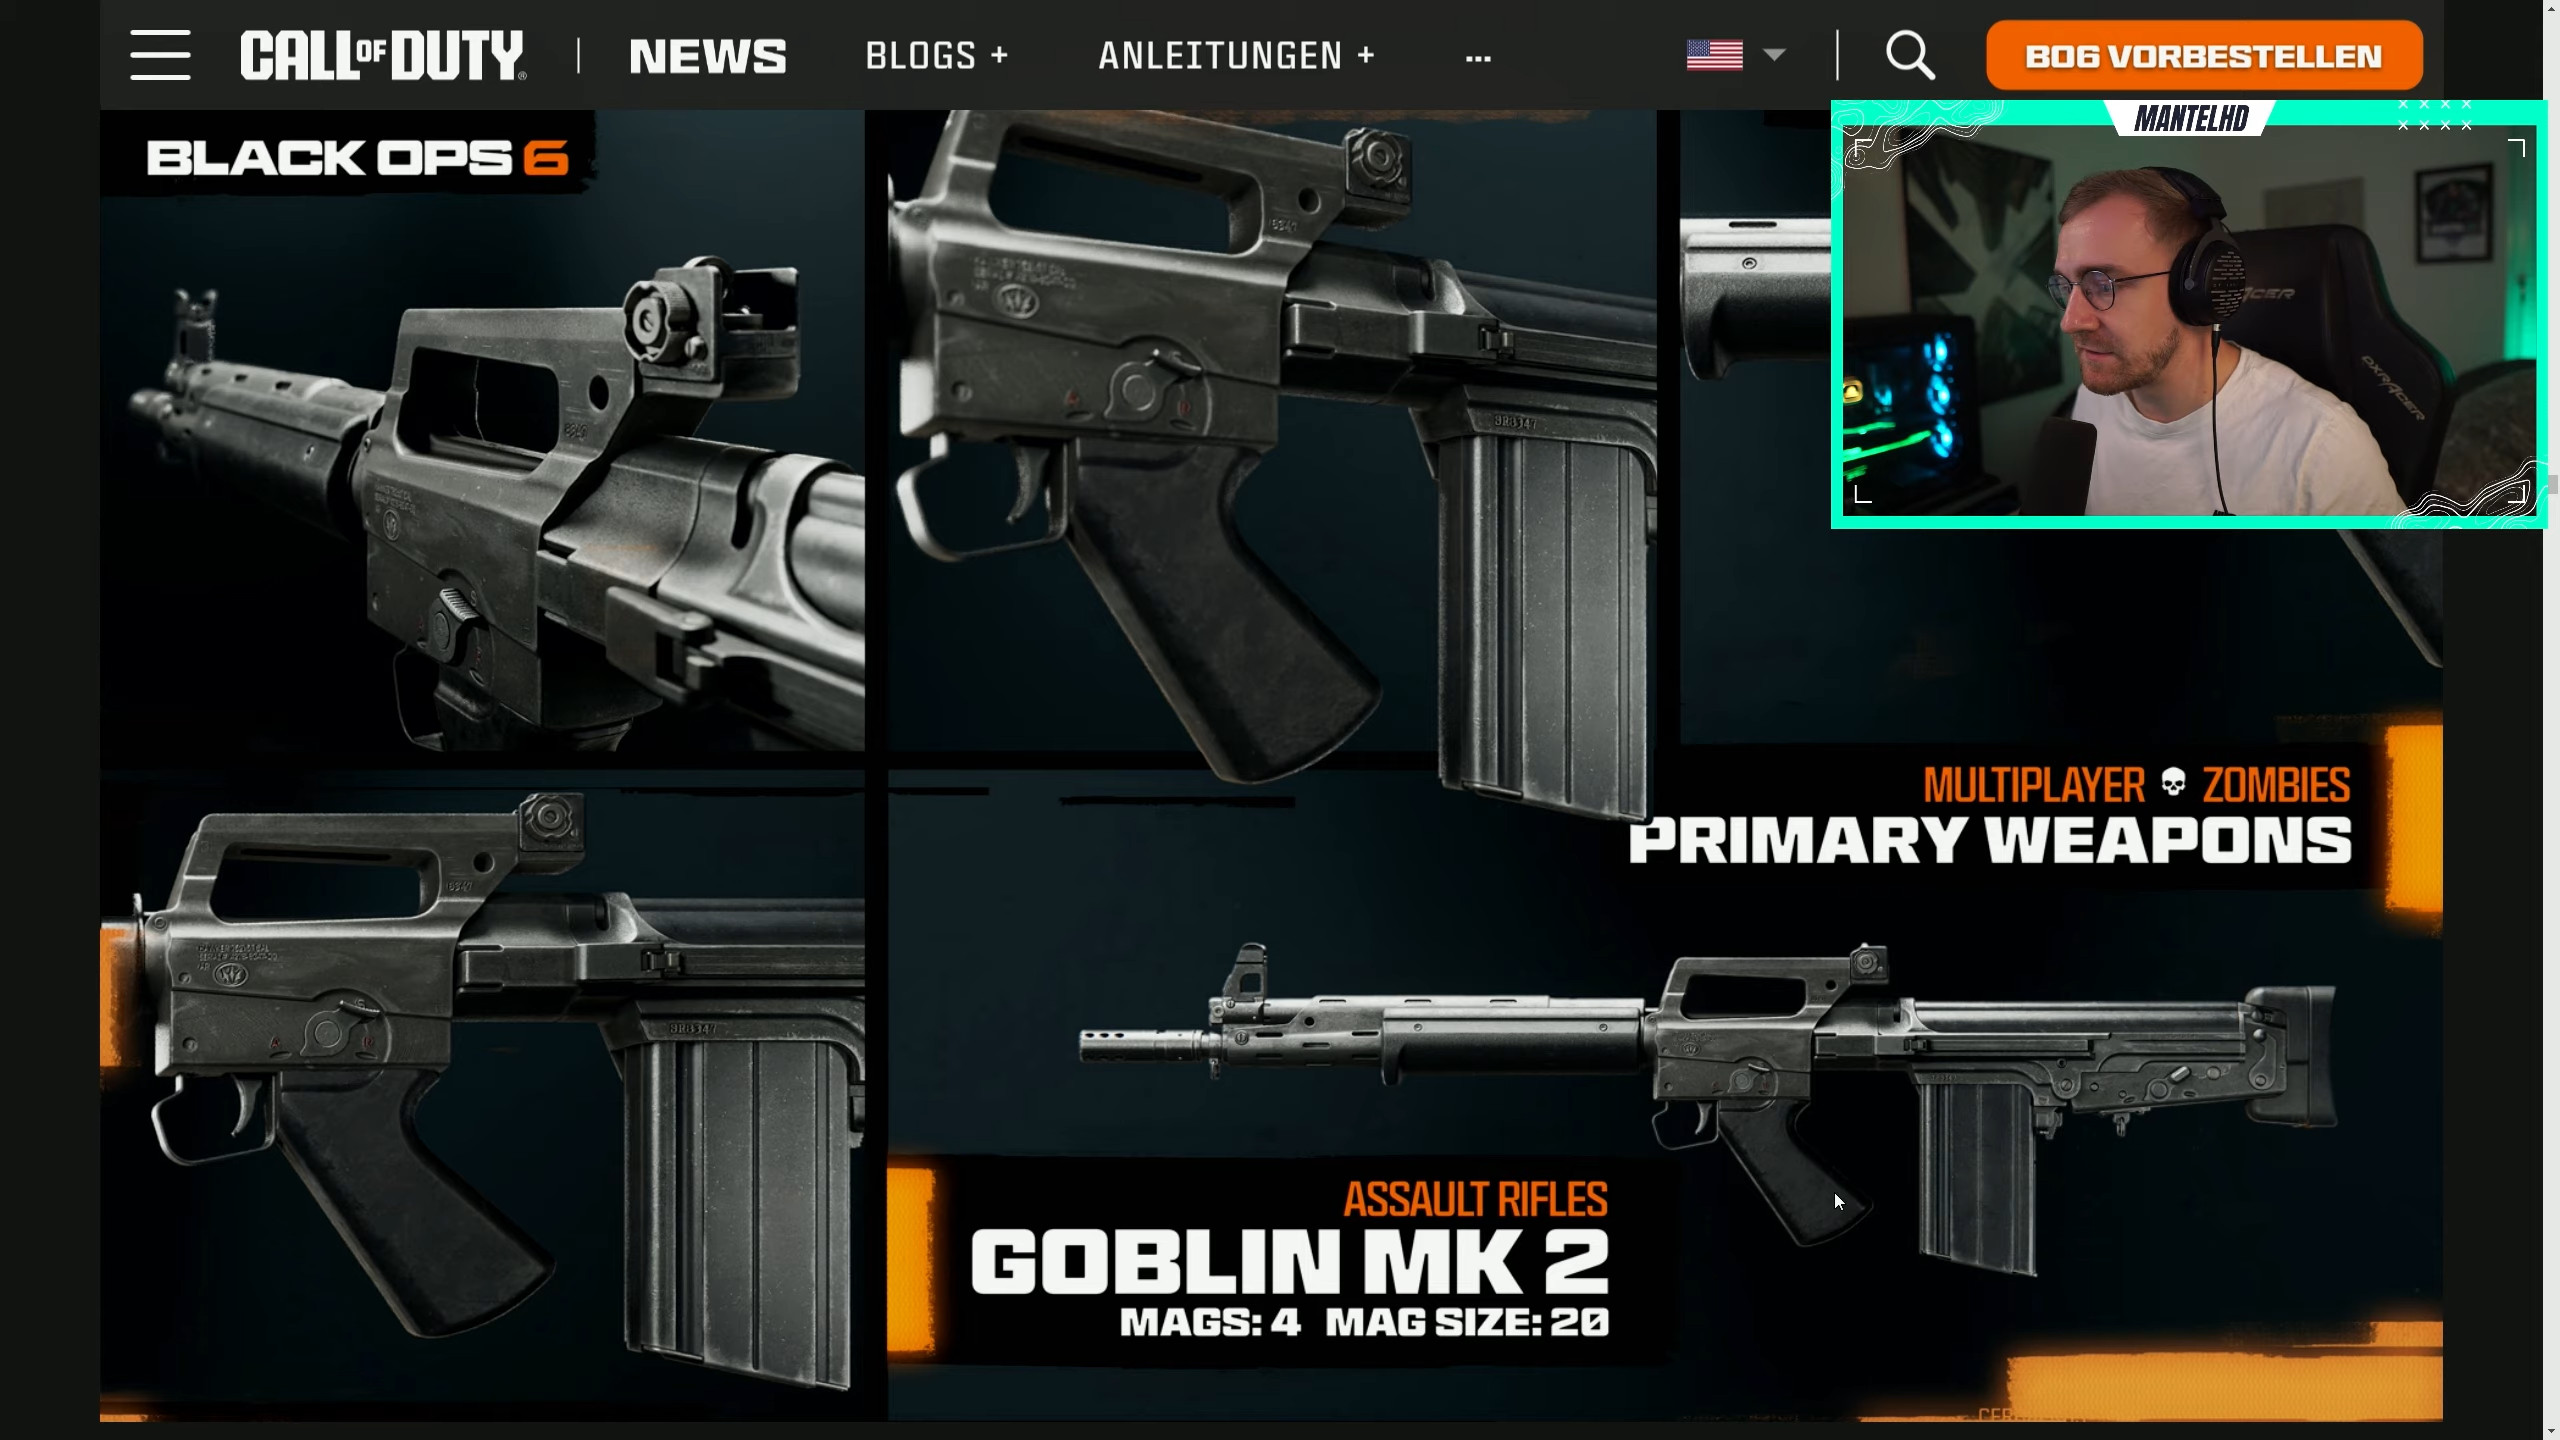 CALL OF DUTY
NEWS
BLOGS +
ANLEITUNGEN +
...
BO6 VORBESTELLEN
MANTELHD
BLACK OPS 6
DXRACER
MULTIPLAYER ZOMBIES
PRIMARY WEAPONS
ASSAULT RIFLES
GOBLIN MK 2
MAGS: 4 MAG SIZE: 20